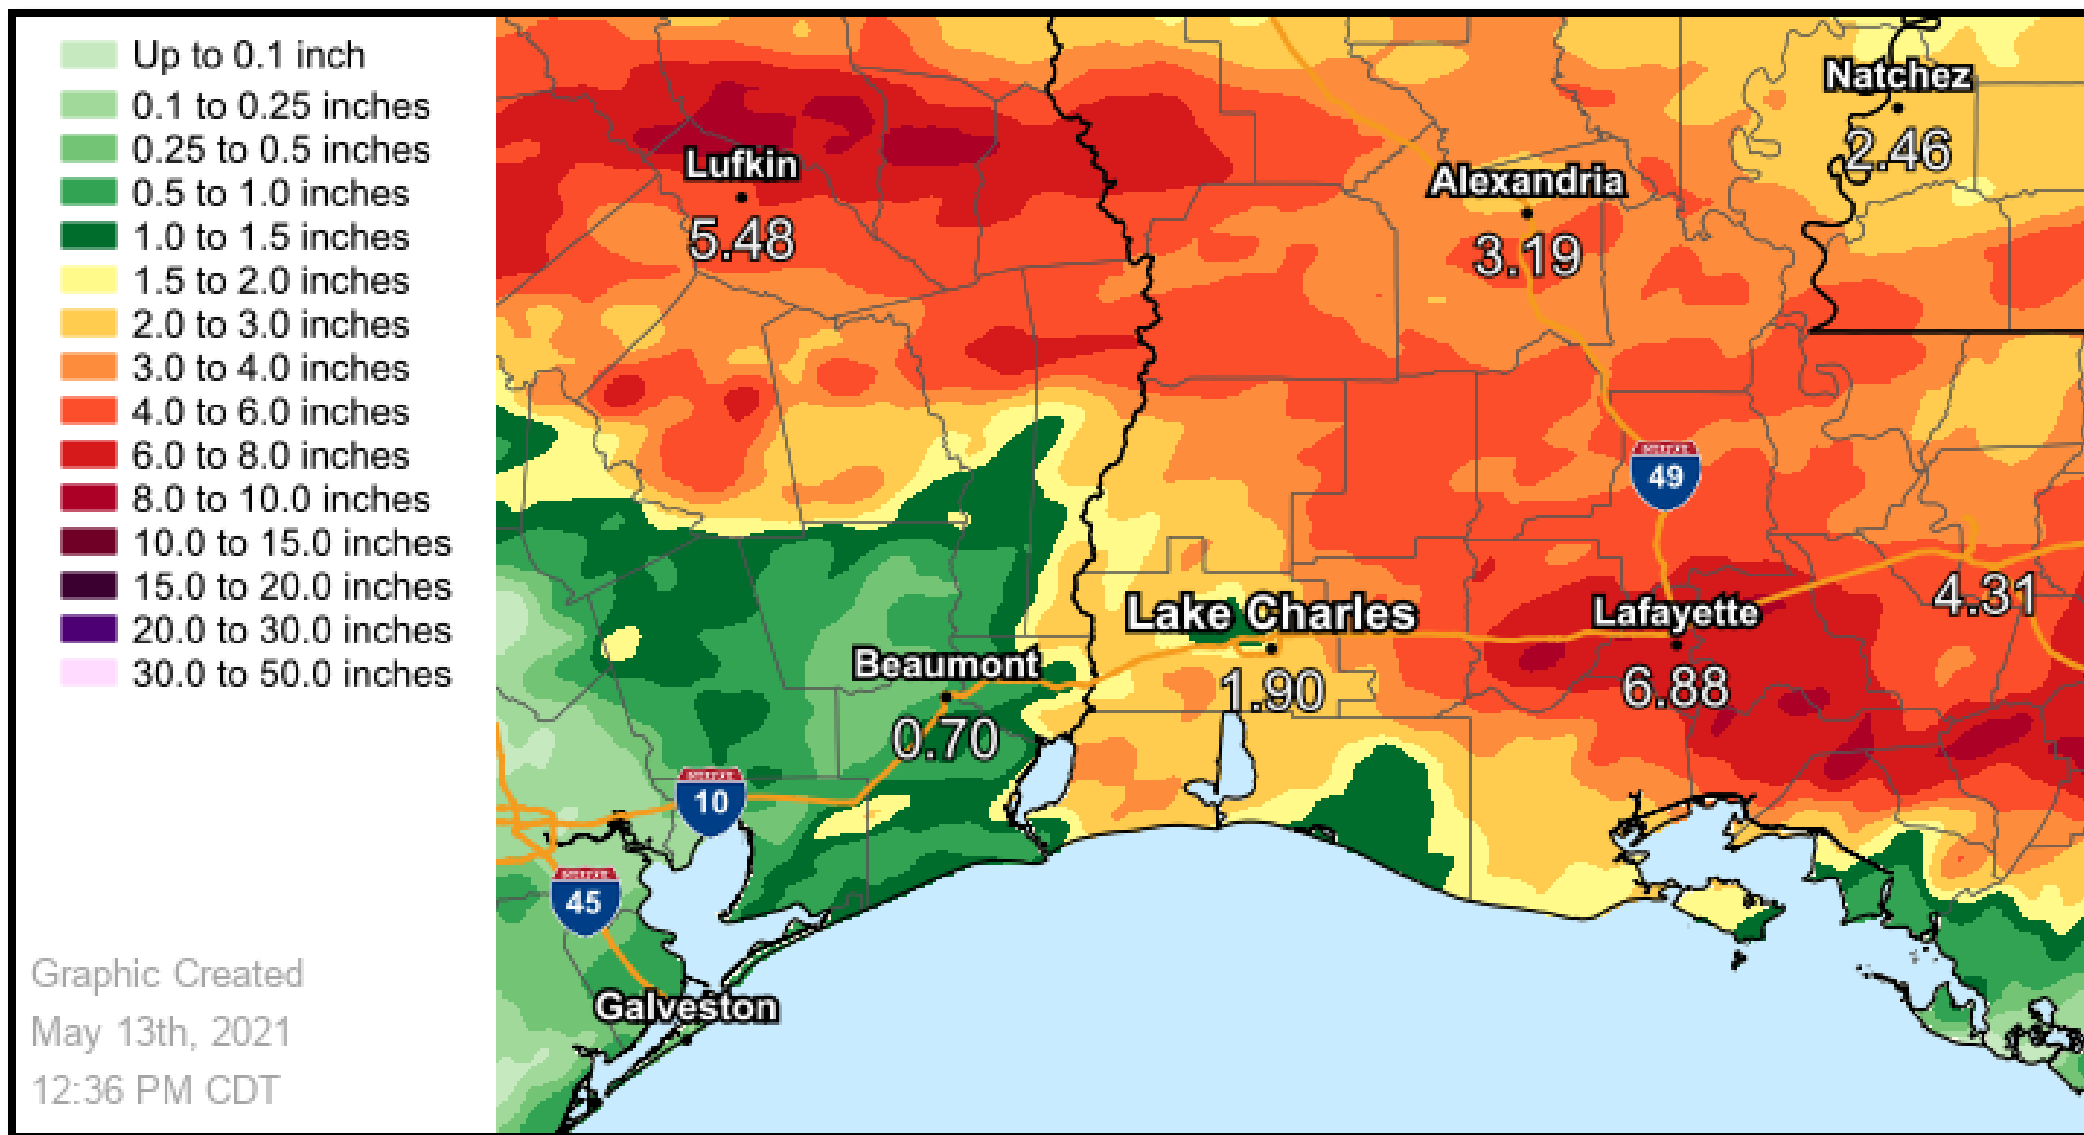 Up to 0.1 inch
0.1 to 0.25 inches
0.25 to 0.5 inches
0.5 to 1.0 inches
1.0 to 1.5 inches
1.5 to 2.0 inches
2.0 to 3.0 inches
3.0 to 4.0 inches
4.0 to 6.0 inches
6.0 to 8.0 inches
8.0 to 10.0 inches
10.0 to 15.0 inches
15.0 to 20.0 inches
20.0 to 30.0 inches
30.0 to 50.0 inches
Graphic Created
May 13th, 2021
12:36 PM CDT
Natchez
2.46
Lufkin
5.48
Alexandria
3.19
49
Lake Charles
1.90
Lafayette
6.88
4.31
Beaumont
0.70
10
45
Galveston